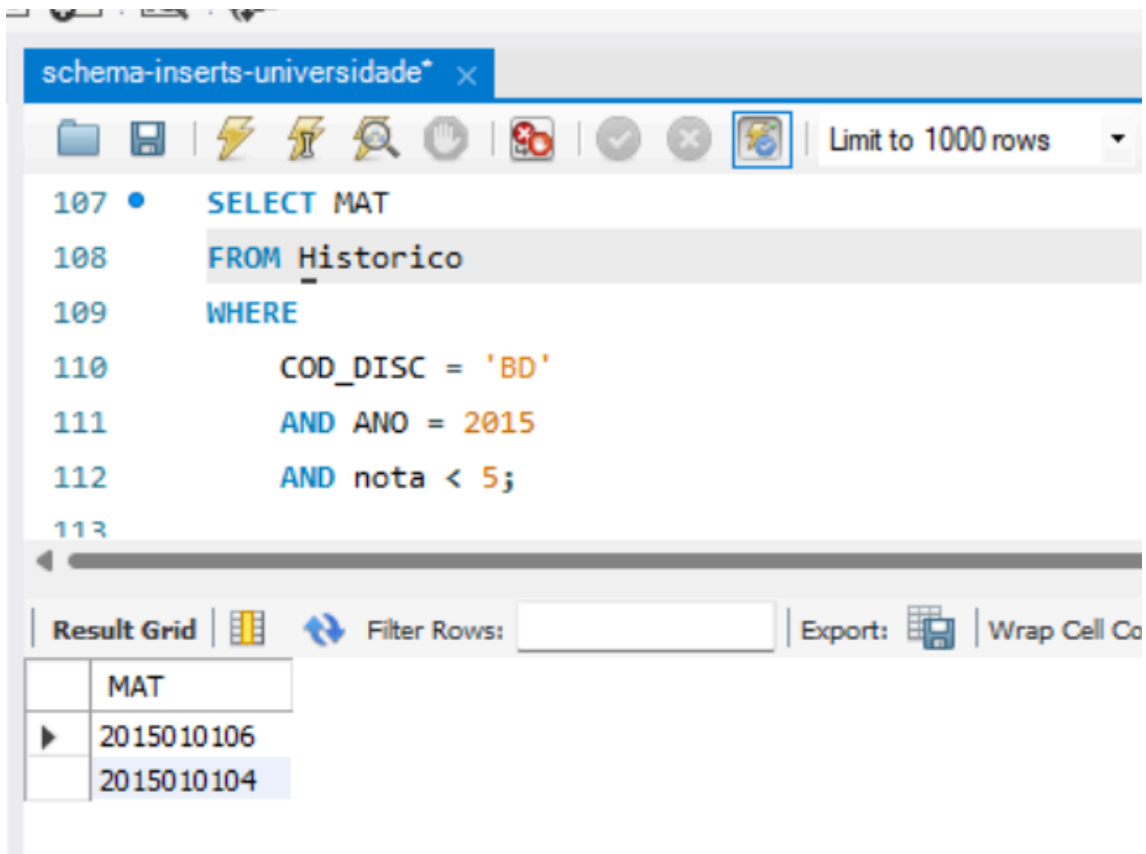 schema-inserts-universidade*
Limit to 1000 rows
107 SELECT MAT
108 FROM Historico
109 WHERE
110 COD_DISC = 'BD'
111 AND ANO = 2015
112 AND nota < 5;
113
Result Grid Filter Rows: Export: Wrap Cell Co
MAT
2015010106
2015010104